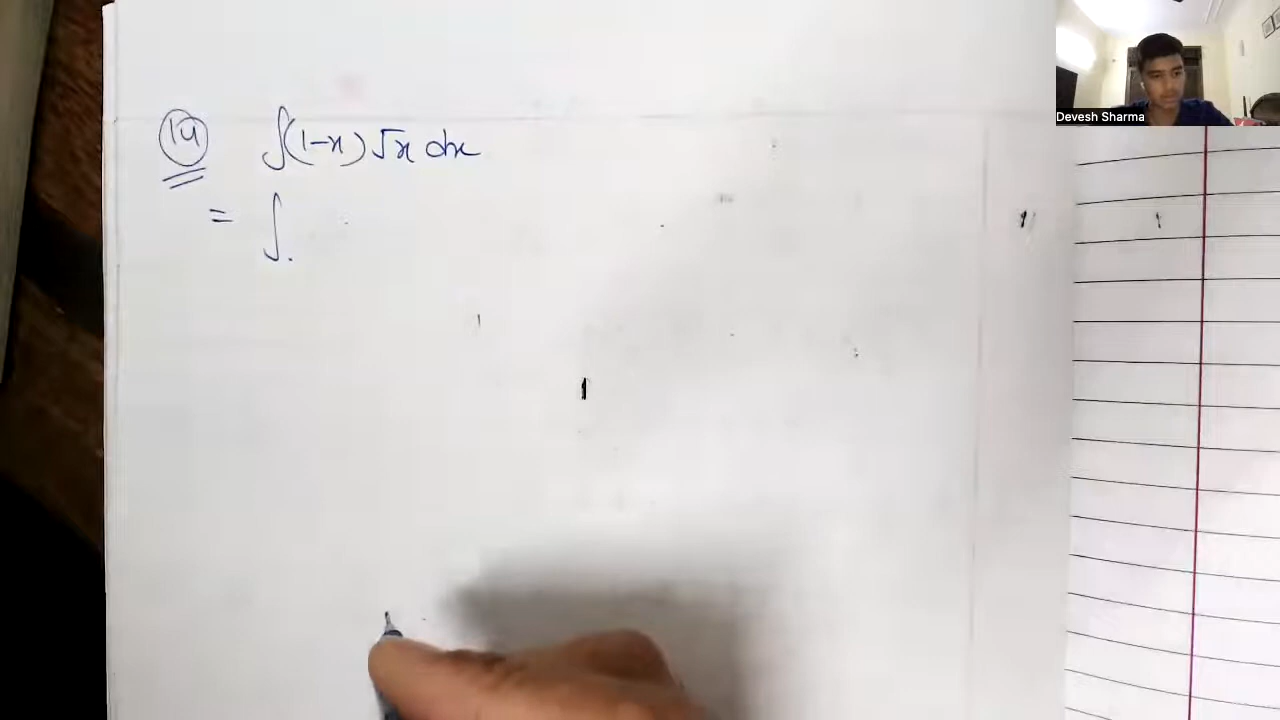 14 ∫(1-x)√x dx
= ∫
Devesh Sharma